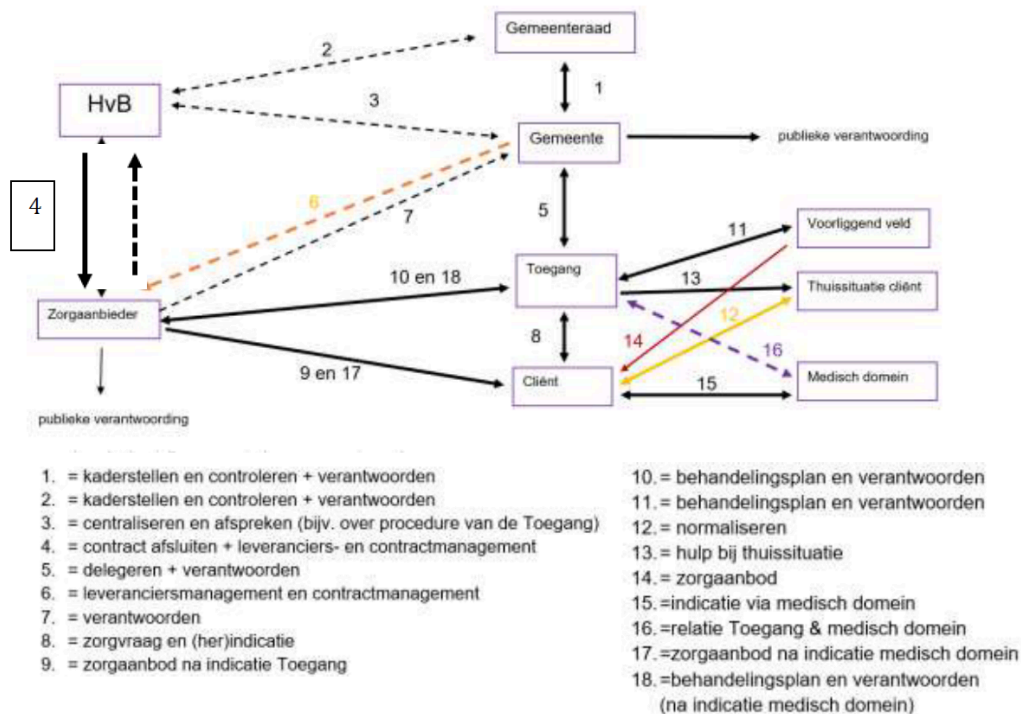 Gemeenteraad
2
1
HvB
3
Gemeente
publieke verantwoording
4
6
7
5
11
Voorliggend veld
Toegang
10 en 18
13
Thuissituatie cliënt
Zorgaanbieder
12
14
8
16
9 en 17
Cliënt
15
Medisch domein
publieke verantwoording
1. = kaderstellen en controleren + verantwoorden
2. = kaderstellen en controleren + verantwoorden
3. = centraliseren en afspreken (bijv. over procedure van de Toegang)
4. = contract afsluiten + leveranciers- en contractmanagement
5. = delegeren + verantwoorden
6. = leveranciersmanagement en contractmanagement
7. = verantwoorden
8. = zorgvraag en (her)indicatie
9. = zorgaanbod na indicatie Toegang
10. = behandelingsplan en verantwoorden
11. = behandelingsplan en verantwoorden
12. = normaliseren
13. = hulp bij thuissituatie
14. = zorgaanbod
15. =indicatie via medisch domein
16. =relatie Toegang & medisch domein
17. =zorgaanbod na indicatie medisch domein
18. =behandelingsplan en verantwoorden
(na indicatie medisch domein)